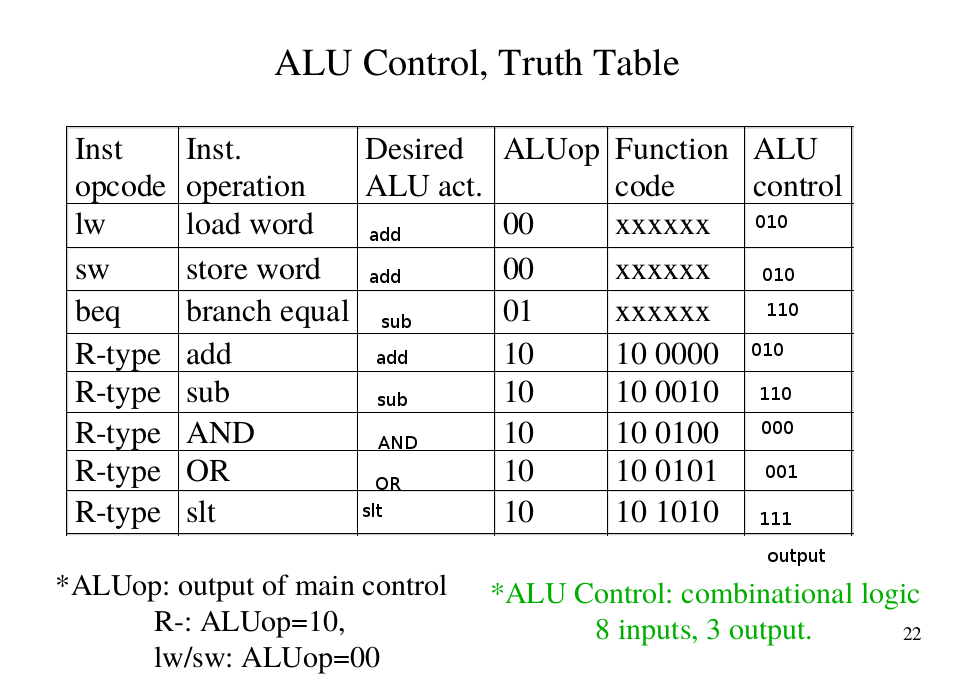 ALU Control, Truth Table
Inst opcode Inst. operation Desired ALU act. ALUop Function code ALU control
lw load word add 00 xxxxxx 010
sw store word add 00 xxxxxx 010
beq branch equal sub 01 xxxxxx 110
R-type add add 10 10 0000 010
R-type sub sub 10 10 0010 110
R-type AND AND 10 10 0100 000
R-type OR OR 10 10 0101 001
R-type slt slt 10 10 1010 111
output
*ALUop: output of main control
R-: ALUop=10,
lw/sw: ALUop=00
*ALU Control: combinational logic
8 inputs, 3 output.
22